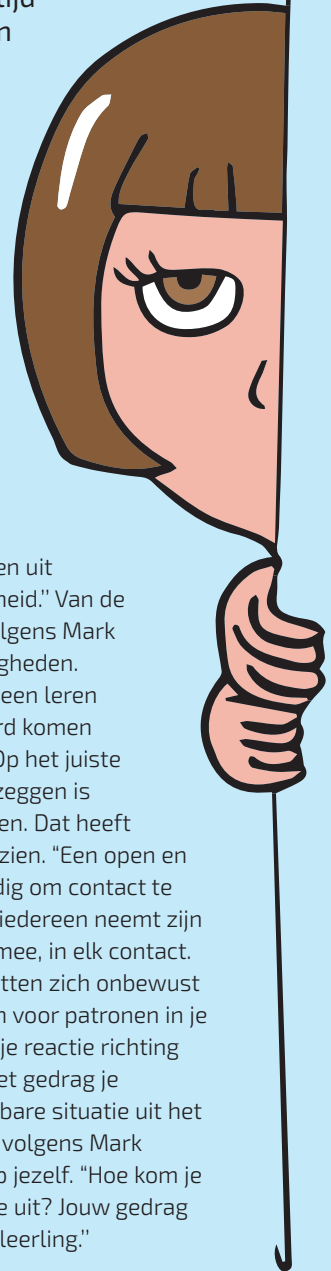 n
en uit
heid.” Van de
lgens Mark
gheden.
een leren
rd komen
Op het juiste
zeggen is
en. Dat heeft
zien. “Een open en
dig om contact te
iedereen neemt zijn
mee, in elk contact.
tten zich onbewust
n voor patronen in je
je reactie richting
et gedrag je
bare situatie uit het
volgens Mark
p jezelf. “Hoe kom je
e uit? Jouw gedrag
leerling.”